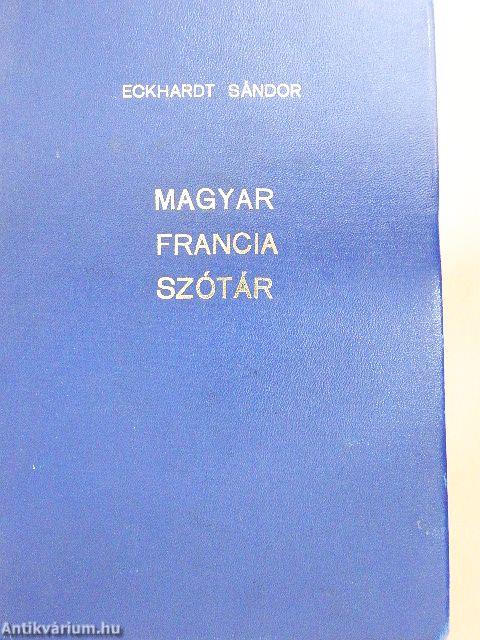 ECKHARDT SÁNDOR
MAGYAR
FRANCIA
SZÓTÁR
Antikvárium.hu